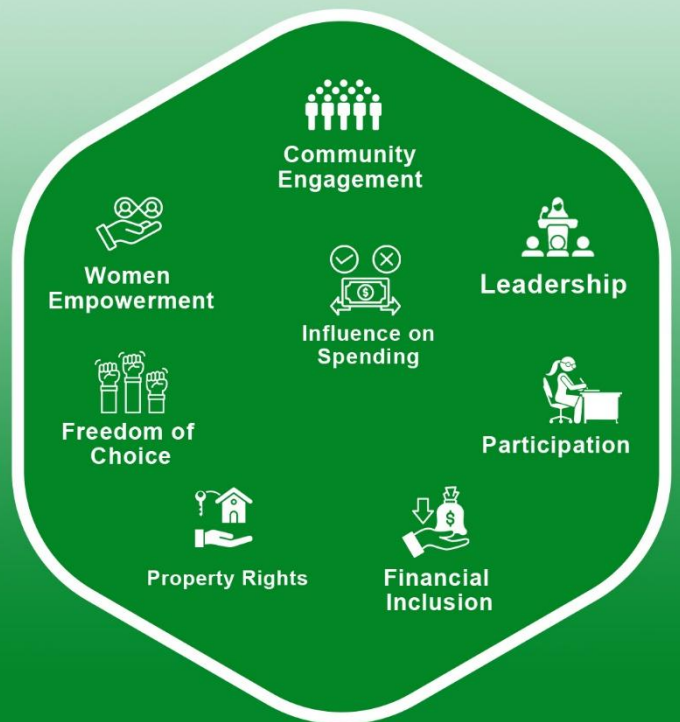 Community
Engagement
Women
Empowerment
Leadership
Influence on
Spending
Freedom of
Choice
Participation
Property Rights
Financial
Inclusion